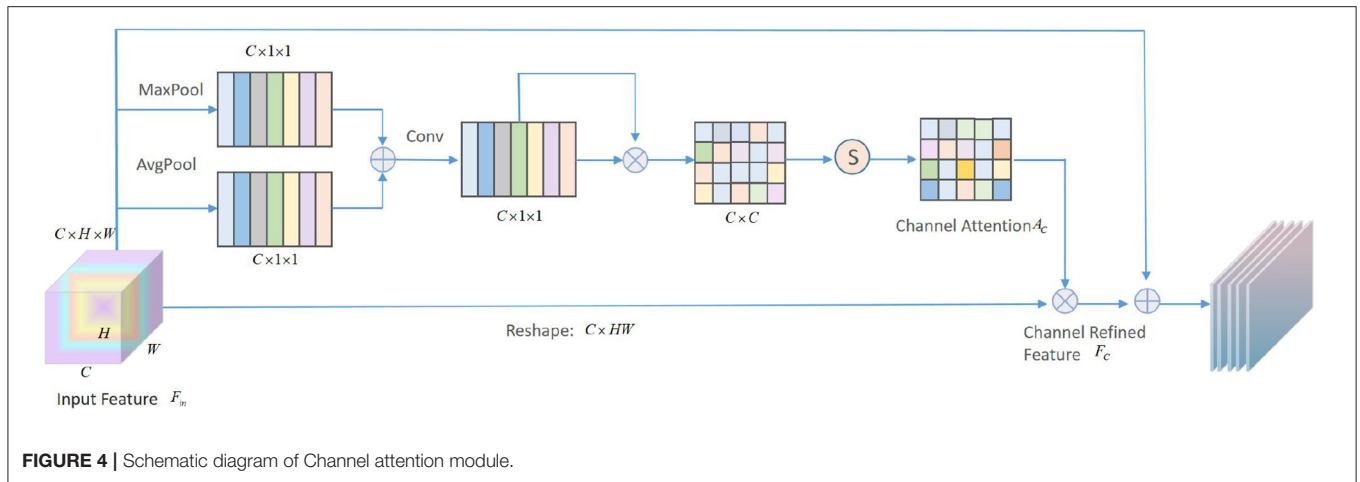 C×1×1
MaxPool
Conv
AvgPool
S
C×1×1
C×C
Channel Attention A_C
C×H×W
C×1×1
H
W
C
Reshape: C×HW
Channel Refined
Feature F_C
Input Feature F_in
FIGURE 4 | Schematic diagram of Channel attention module.